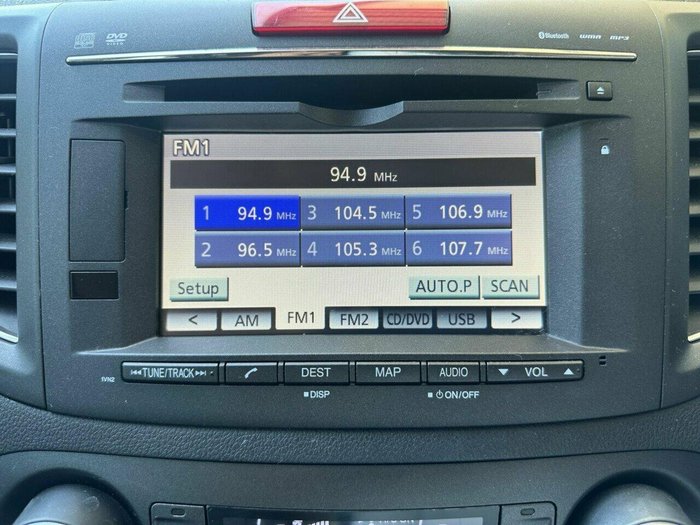 DVD VIDEO
Bluetooth WMA MP3
FM1
94.9 MHz
1 94.9 MHz 3 104.5 MHz 5 106.9 MHz
2 96.5 MHz 4 105.3 MHz 6 107.7 MHz
Setup AUTO.P SCAN
< AM FM1 FM2 CD/DVD USB >
TUNE/TRACK DEST MAP AUDIO VOL
DISP ON/OFF